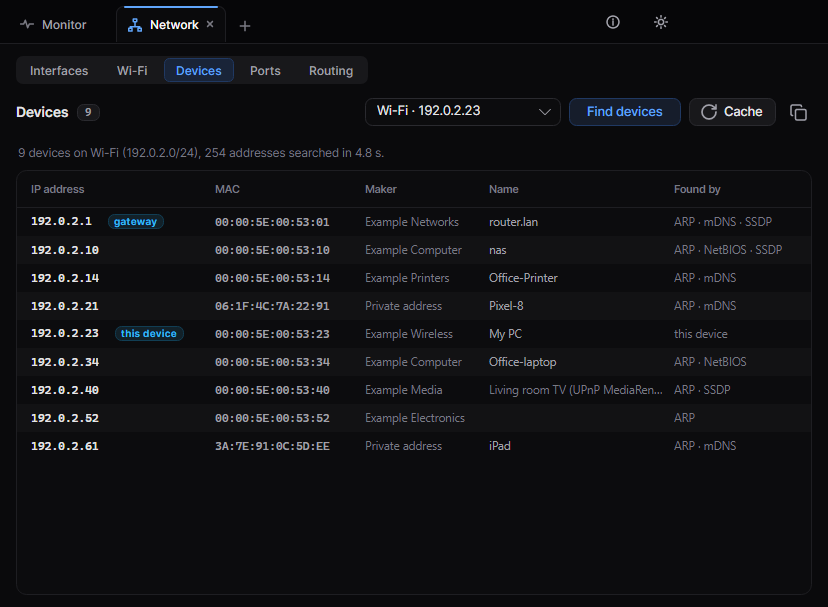 Monitor Network × +
Interfaces Wi-Fi Devices Ports Routing
Devices 9 Wi-Fi · 192.0.2.23 Find devices Cache
9 devices on Wi-Fi (192.0.2.0/24), 254 addresses searched in 4.8 s.
IP address MAC Maker Name Found by
192.0.2.1 gateway 00:00:5E:00:53:01 Example Networks router.lan ARP · mDNS · SSDP
192.0.2.10 00:00:5E:00:53:10 Example Computer nas ARP · NetBIOS · SSDP
192.0.2.14 00:00:5E:00:53:14 Example Printers Office-Printer ARP · mDNS
192.0.2.21 06:1F:4C:7A:22:91 Private address Pixel-8 ARP · mDNS
192.0.2.23 this device 00:00:5E:00:53:23 Example Wireless My PC this device
192.0.2.34 00:00:5E:00:53:34 Example Computer Office-laptop ARP · NetBIOS
192.0.2.40 00:00:5E:00:53:40 Example Media Living room TV (UPnP MediaRen... ARP · SSDP
192.0.2.52 00:00:5E:00:53:52 Example Electronics ARP
192.0.2.61 3A:7E:91:0C:5D:EE Private address iPad ARP · mDNS